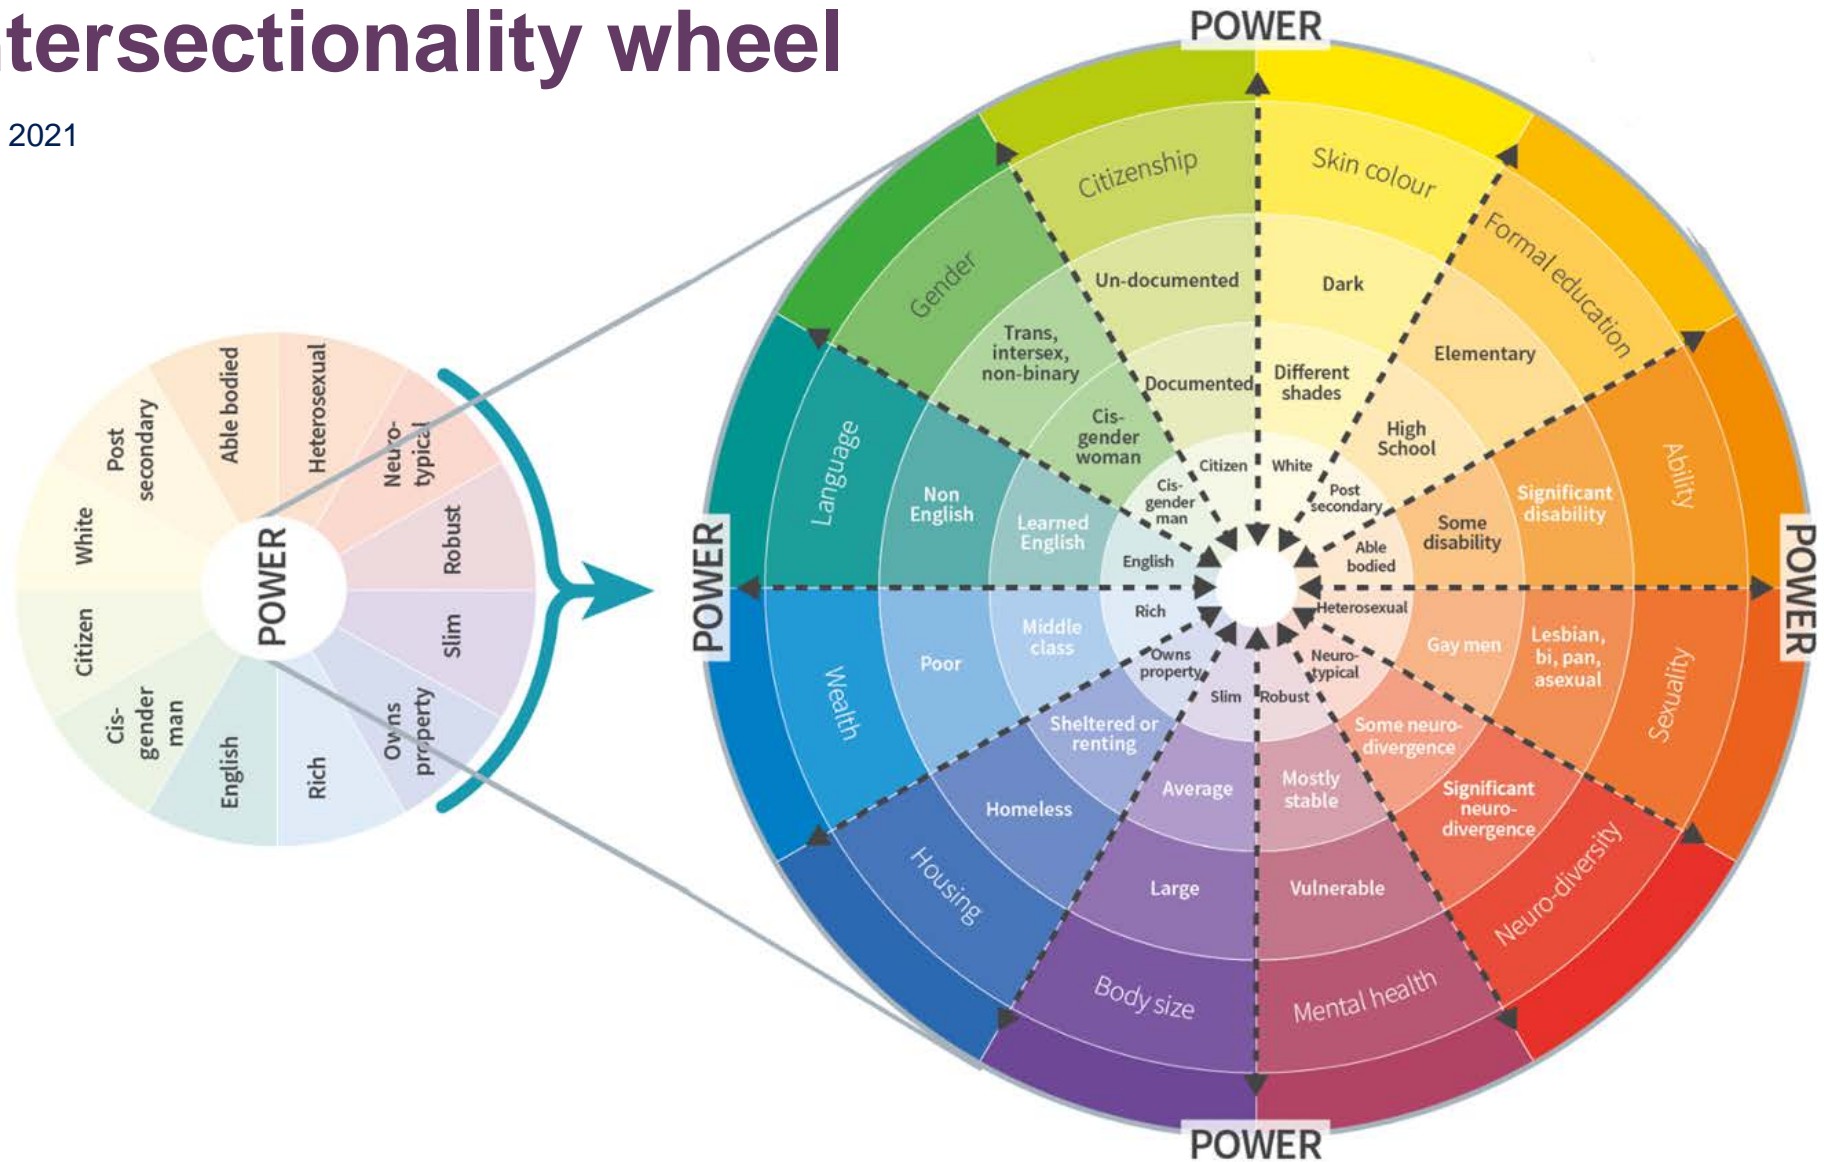 ntersectionality wheel
2021
Able bodied
Heterosexual
Neuro-
typical
Robust
Slim
Owns
property
Rich
English
Cis-
gender
man
Citizen
White
Post
secondary
POWER
POWER
POWER
POWER
POWER
Citizenship
Un-documented
Documented
Citizen
Skin colour
Dark
Different
shades
White
Formal education
Elementary
High
School
Post
secondary
Ability
Significant
disability
Some
disability
Able
bodied
Sexuality
Lesbian,
bi, pan,
asexual
Gay men
Heterosexual
Neuro-diversity
Significant
neuro-
divergence
Some neuro-
divergence
Neuro-
typical
Mental health
Vulnerable
Mostly
stable
Robust
Body size
Large
Average
Slim
Housing
Homeless
Sheltered or
renting
Owns
property
Wealth
Poor
Middle
class
Rich
Language
Non
English
Learned
English
English
Gender
Trans,
intersex,
non-binary
Cis-
gender
woman
Cis-
gender
man